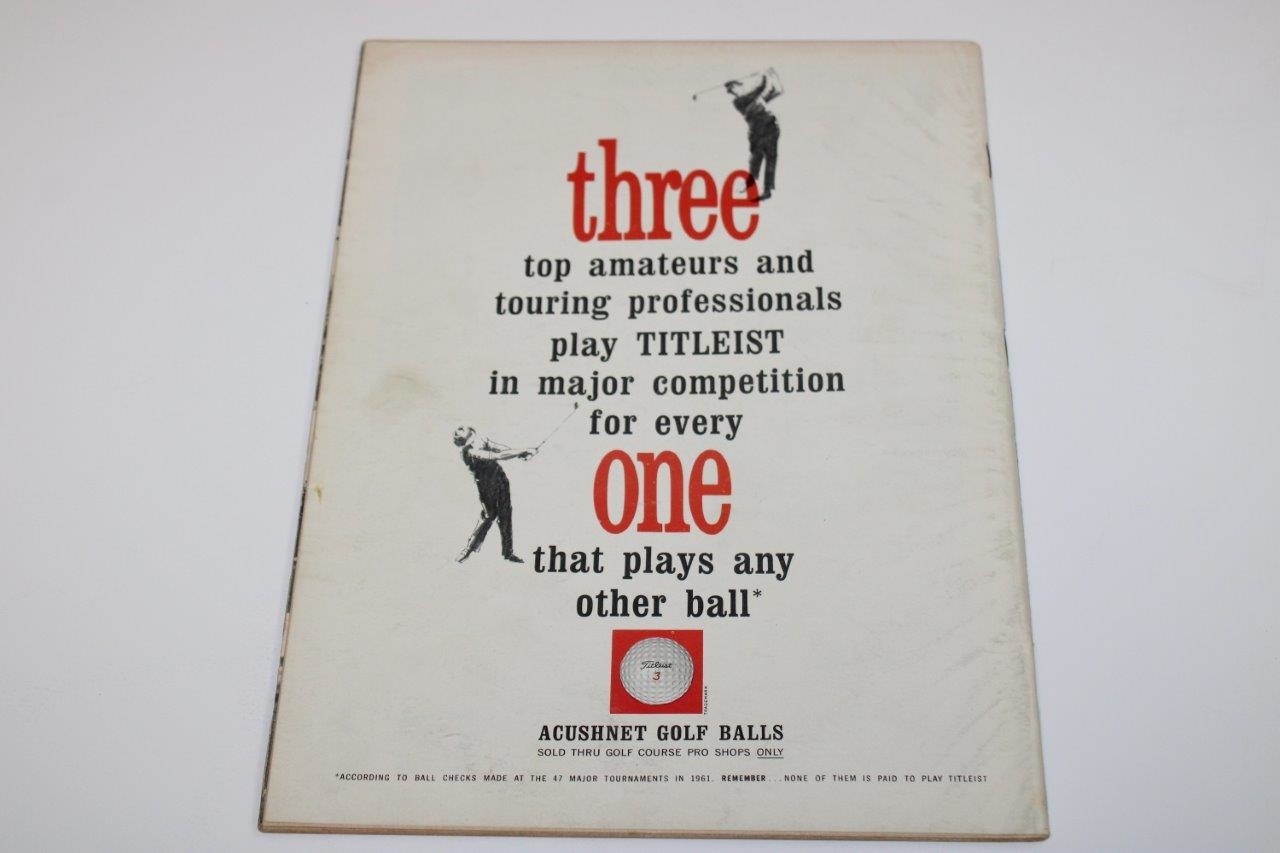 three
top amateurs and
touring professionals
play TITLEIST
in major competition
for every
one
that plays any
other ball*
Titleist
3
TRADEMARK
ACUSHNET GOLF BALLS
SOLD THRU GOLF COURSE PRO SHOPS ONLY
*ACCORDING TO BALL CHECKS MADE AT THE 47 MAJOR TOURNAMENTS IN 1961. REMEMBER...NONE OF THEM IS PAID TO PLAY TITLEIST